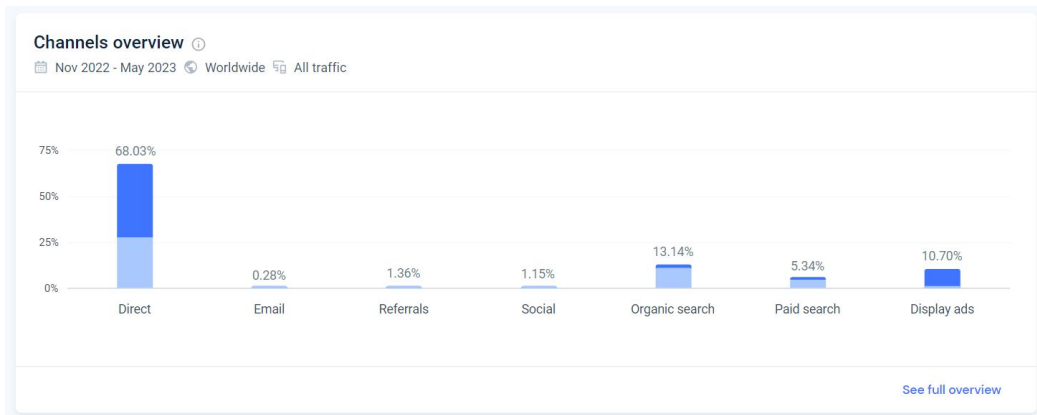 Channels overview
Nov 2022 - May 2023 Worldwide All traffic
75%
50%
25%
0%
68.03%
0.28%
1.36%
1.15%
13.14%
5.34%
10.70%
Direct Email Referrals Social Organic search Paid search Display ads
See full overview